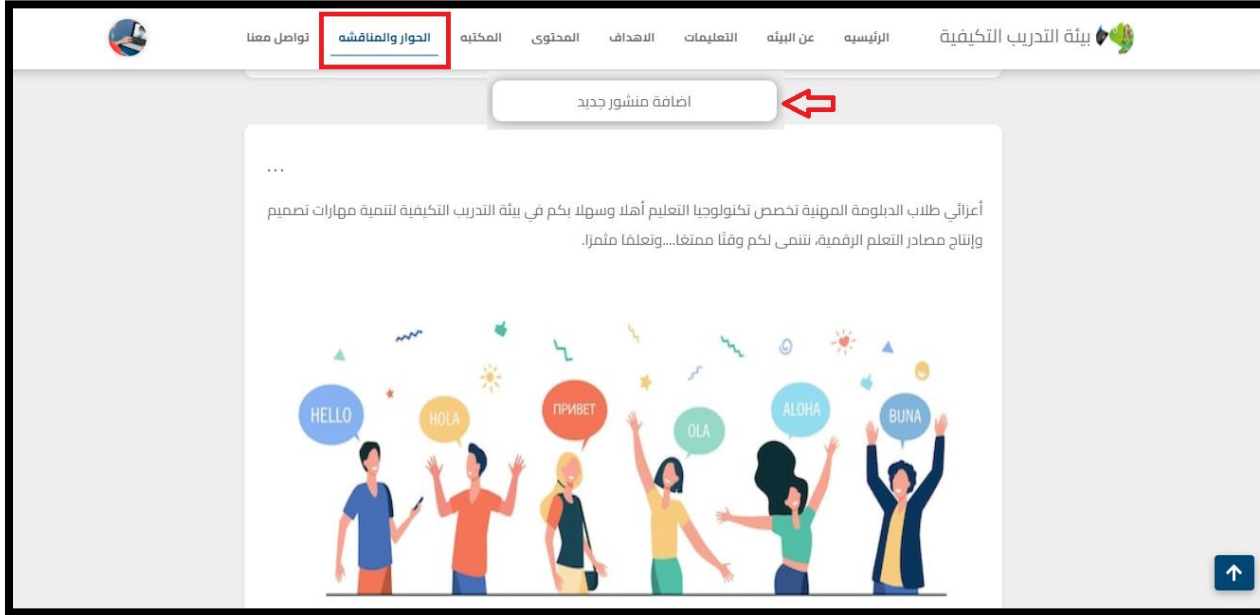 بيئة التدريب التكيفية
الرئيسيه
عن البيئه
التعليمات
الاهداف
المحتوى
المكتبه
الحوار والمناقشه
تواصل معنا
اضافة منشور جديد
...
أعزائي طلاب الدبلومة المهنية تخصص تكنولوجيا التعليم أهلا وسهلا بكم في بيئة التدريب التكيفية لتنمية مهارات تصميم
وإنتاج مصادر التعلم الرقمية، نتنمى لكم وقتًا ممتعًا....وتعلمًا مثمرًا.
HELLO
HOLA
ПРИВЕТ
OLA
ALOHA
BUNA